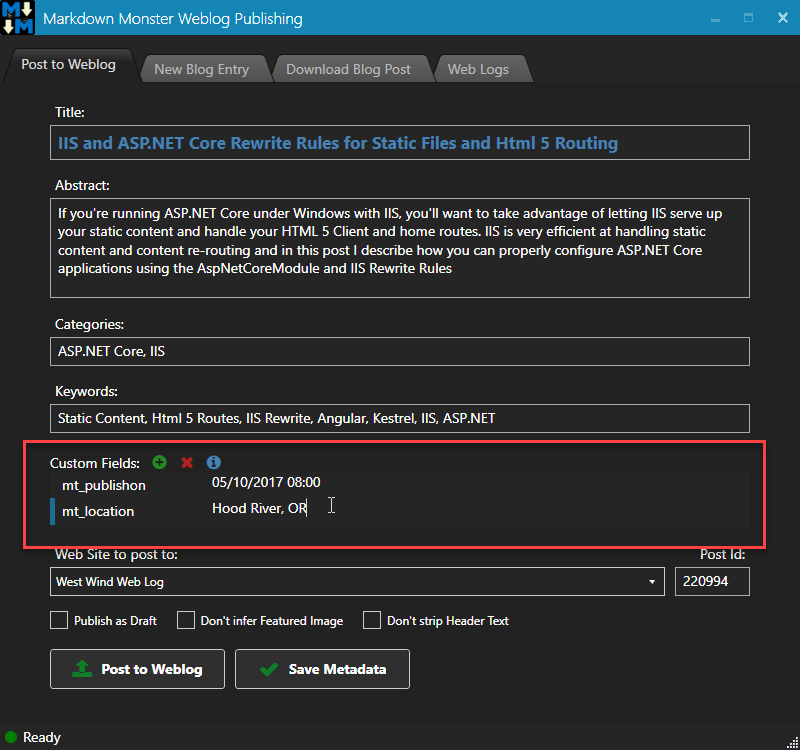 Markdown Monster Weblog Publishing
Post to Weblog
New Blog Entry
Download Blog Post
Web Logs
Title:
IIS and ASP.NET Core Rewrite Rules for Static Files and Html 5 Routing
Abstract:
If you're running ASP.NET Core under Windows with IIS, you'll want to take advantage of letting IIS serve up
your static content and handle your HTML 5 Client and home routes. IIS is very efficient at handling static
content and content re-routing and in this post I describe how you can properly configure ASP.NET Core
applications using the AspNetCoreModule and IIS Rewrite Rules
Categories:
ASP.NET Core, IIS
Keywords:
Static Content, Html 5 Routes, IIS Rewrite, Angular, Kestrel, IIS, ASP.NET
Custom Fields:
mt_publishon 05/10/2017 08:00
mt_location Hood River, OR
Web Site to post to: Post Id:
West Wind Web Log 220994
Publish as Draft Don't infer Featured Image Don't strip Header Text
Post to Weblog Save Metadata
Ready